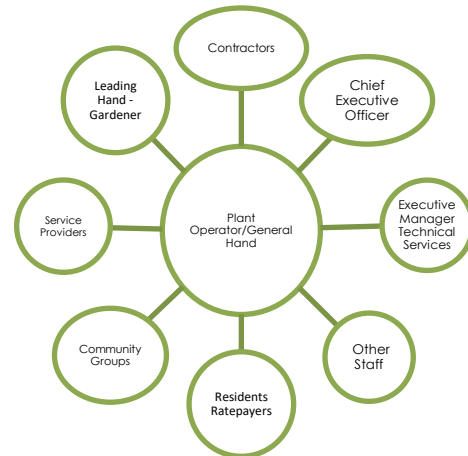 Contractors
Chief
Executive
Officer
Leading
Hand -
Gardener
Executive
Manager
Technical
Services
Service
Providers
Plant
Operator/General
Hand
Community
Groups
Other
Staff
Residents
Ratepayers